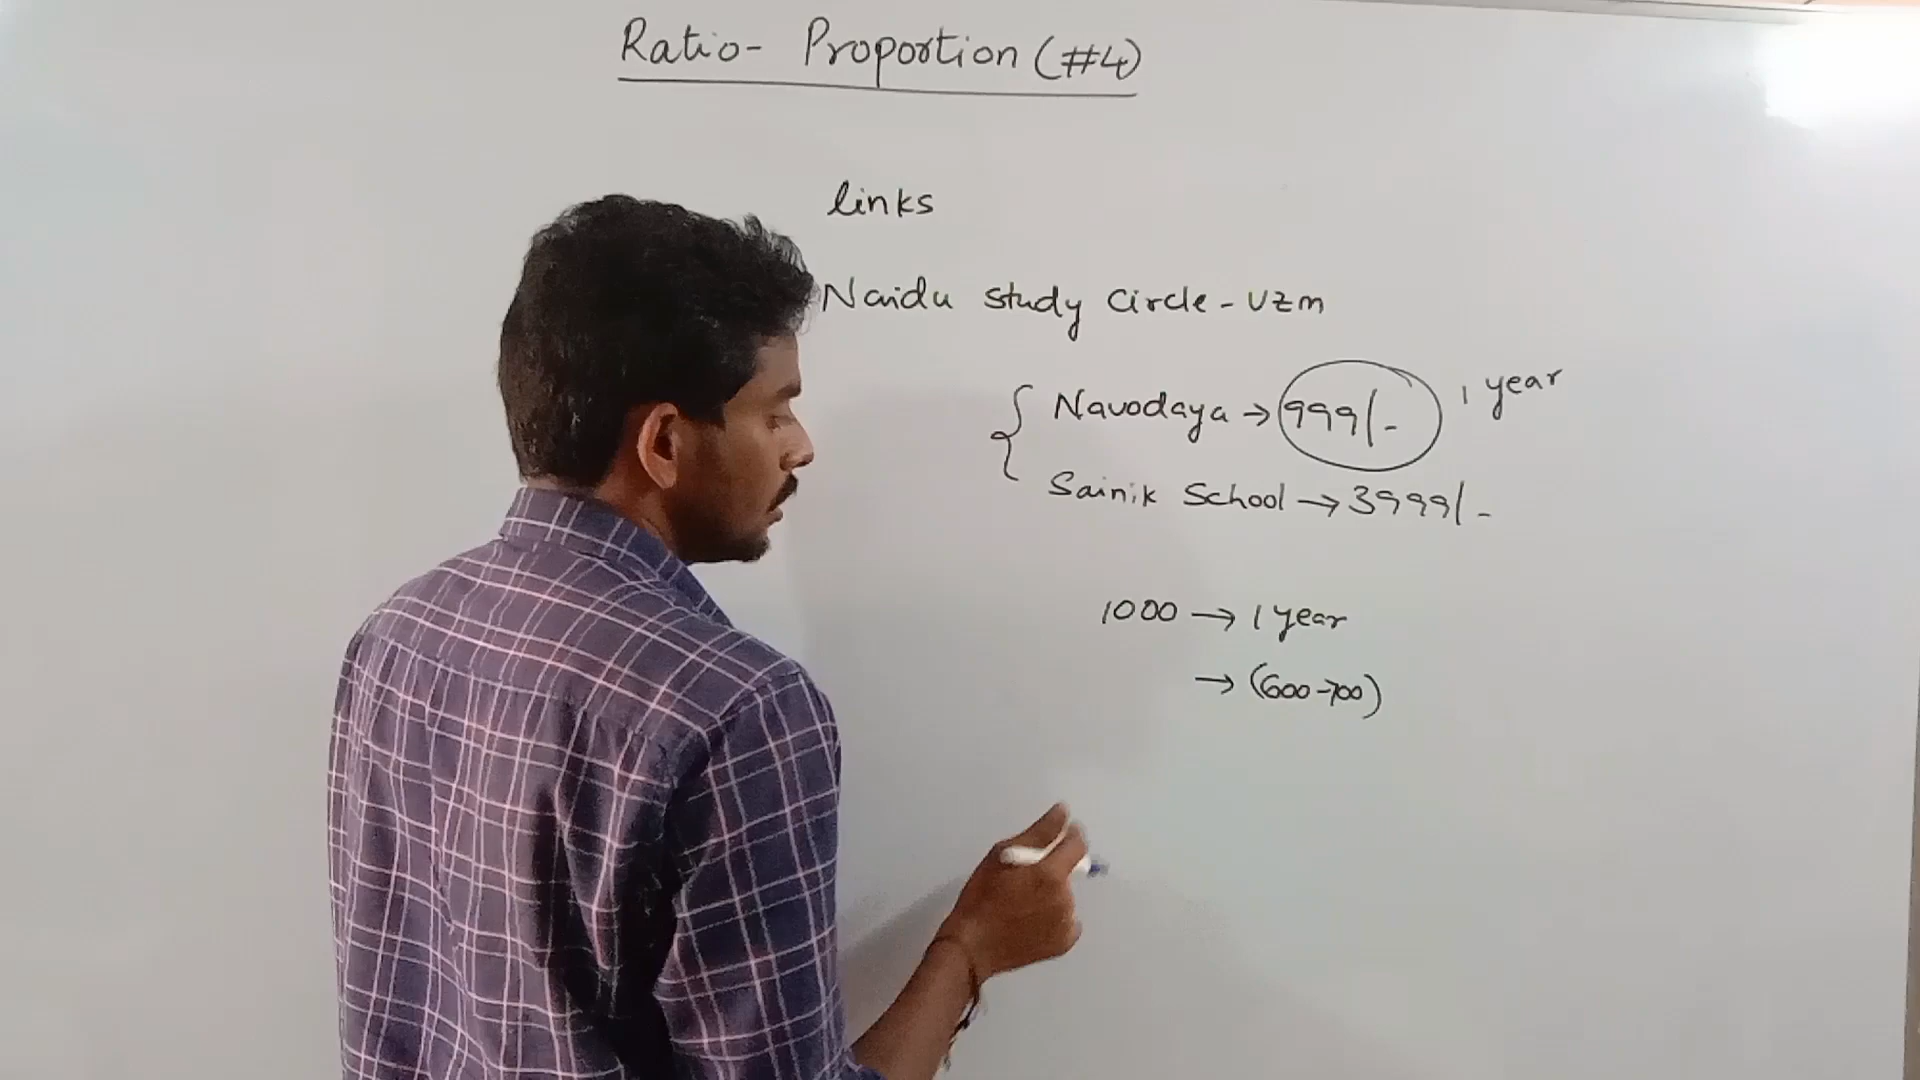 Ratio- Proportion (#4)
links
Naidu study circle - VZM
Navodaya → 999/- 1 year
Sainik School → 3999/-
1000 → 1 year
→ (600-700)